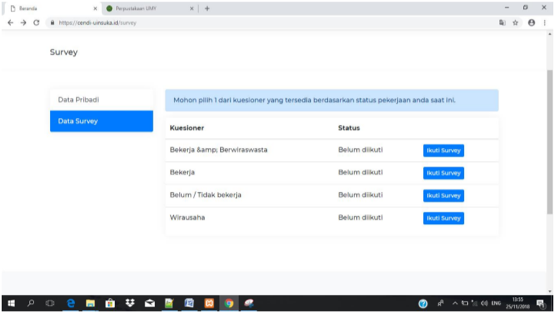 Beranda
Perpustakaan UMY
https://cendi-uinsuka.id/survey
Survey
Data Pribadi
Data Survey
Mohon pilih 1 dari kuesioner yang tersedia berdasarkan status pekerjaan anda saat ini.
Kuesioner Status
Bekerja &amp; Berwiraswasta Belum diikuti Ikuti Survey
Bekerja Belum diikuti Ikuti Survey
Belum / Tidak bekerja Belum diikuti Ikuti Survey
Wirausaha Belum diikuti Ikuti Survey
ENG
25/11/2018